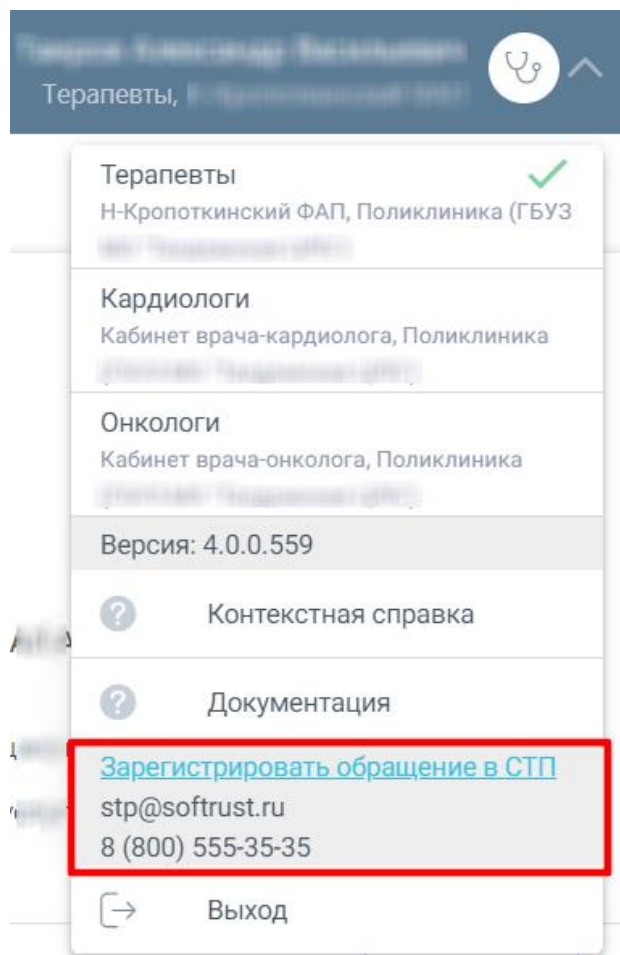 Терапевты,
Терапевты
Н-Кропоткинский ФАП, Поликлиника (ГБУЗ
Кардиологи
Кабинет врача-кардиолога, Поликлиника
Онкологи
Кабинет врача-онколога, Поликлиника
Версия: 4.0.0.559
Контекстная справка
Документация
Зарегистрировать обращение в СТП
stp@softrust.ru
8 (800) 555-35-35
Выход